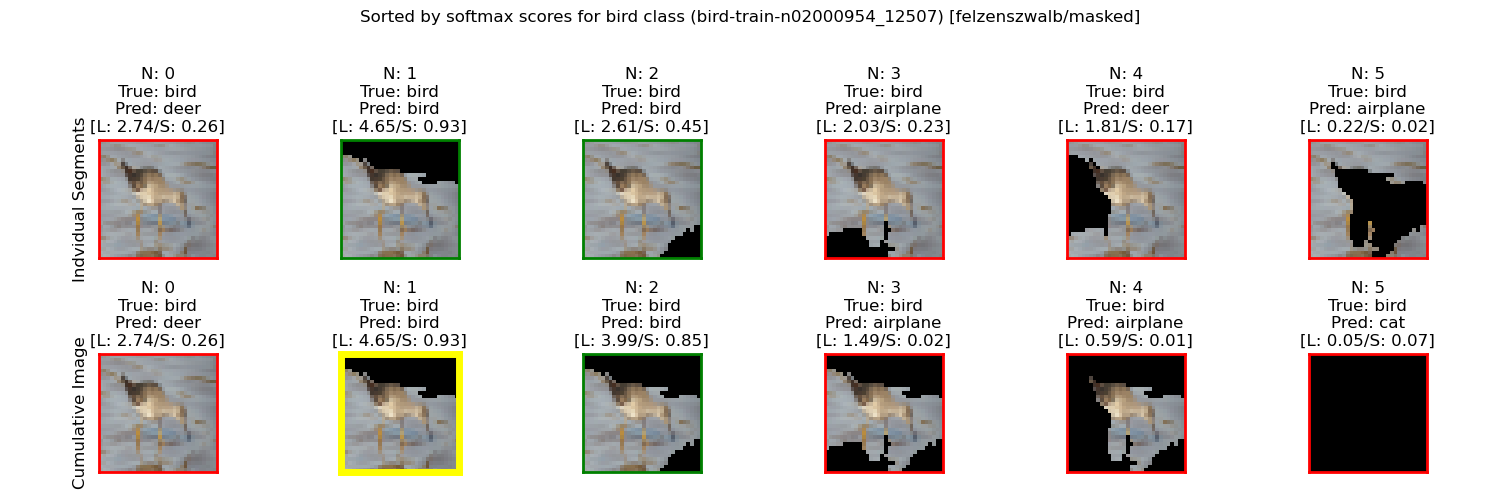 Sorted by softmax scores for bird class (bird-train-n02000954_12507) [felzenszwalb/masked]
Indvidual Segments
N: 0
True: bird
Pred: deer
[L: 2.74/S: 0.26]
N: 1
True: bird
Pred: bird
[L: 4.65/S: 0.93]
N: 2
True: bird
Pred: bird
[L: 2.61/S: 0.45]
N: 3
True: bird
Pred: airplane
[L: 2.03/S: 0.23]
N: 4
True: bird
Pred: deer
[L: 1.81/S: 0.17]
N: 5
True: bird
Pred: airplane
[L: 0.22/S: 0.02]
Cumulative Image
N: 0
True: bird
Pred: deer
[L: 2.74/S: 0.26]
N: 1
True: bird
Pred: bird
[L: 4.65/S: 0.93]
N: 2
True: bird
Pred: bird
[L: 3.99/S: 0.85]
N: 3
True: bird
Pred: airplane
[L: 1.49/S: 0.02]
N: 4
True: bird
Pred: airplane
[L: 0.59/S: 0.01]
N: 5
True: bird
Pred: cat
[L: 0.05/S: 0.07]